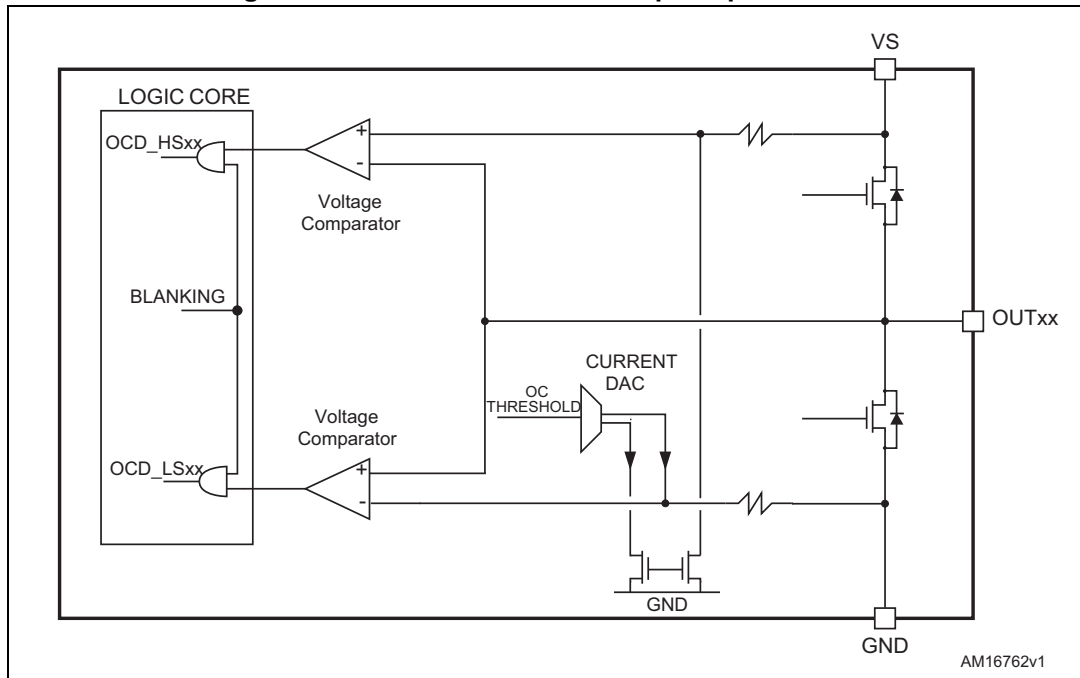 VS
LOGIC CORE
OCD_HSxx
+
-
Voltage
Comparator
BLANKING
OUTxx
CURRENT
DAC
OC
THRESHOLD
Voltage
Comparator
OCD_LSxx
+
-
GND
GND
AM16762v1